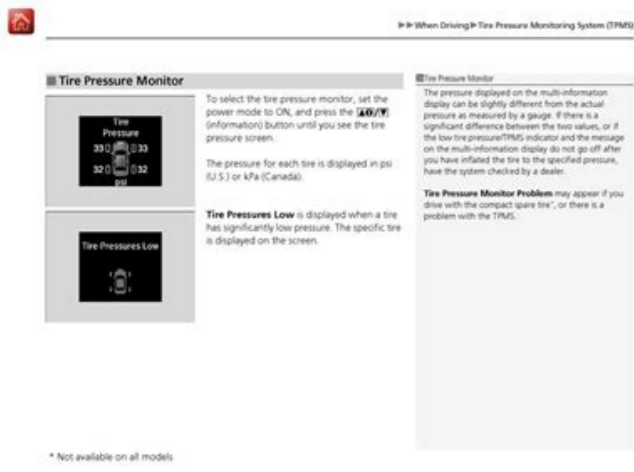 ▶▶When Driving▶Tire Pressure Monitoring System (TPMS)
Tire Pressure Monitor
Tire
Pressure
33 33
32 32
psi
To select the tire pressure monitor, set the
power mode to ON, and press the
(information) button until you see the tire
pressure screen.
The pressure for each tire is displayed in psi
(U.S.) or kPa (Canada).
Tire Pressures Low
Tire Pressures Low is displayed when a tire
has significantly low pressure. The specific tire
is displayed on the screen.
Tire Pressure Monitor
The pressure displayed on the multi-information
display can be slightly different from the actual
pressure as measured by a gauge. If there is a
significant difference between the two values, or if
the low tire pressure/TPMS indicator and the message
on the multi-information display do not go off after
you have inflated the tire to the specified pressure,
have the system checked by a dealer.
Tire Pressure Monitor Problem may appear if you
drive with the compact spare tire*, or there is a
problem with the TPMS.
* Not available on all models